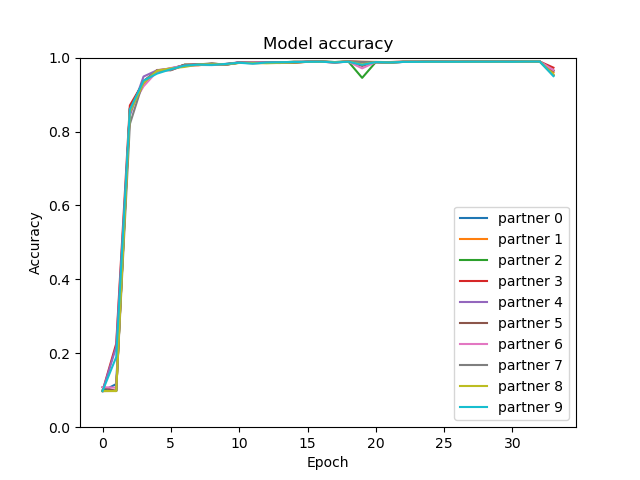 Model accuracy
1.0
0.8
0.6
0.4
0.2
0.0
Accuracy
0 5 10 15 20 25 30
Epoch
partner 0
partner 1
partner 2
partner 3
partner 4
partner 5
partner 6
partner 7
partner 8
partner 9